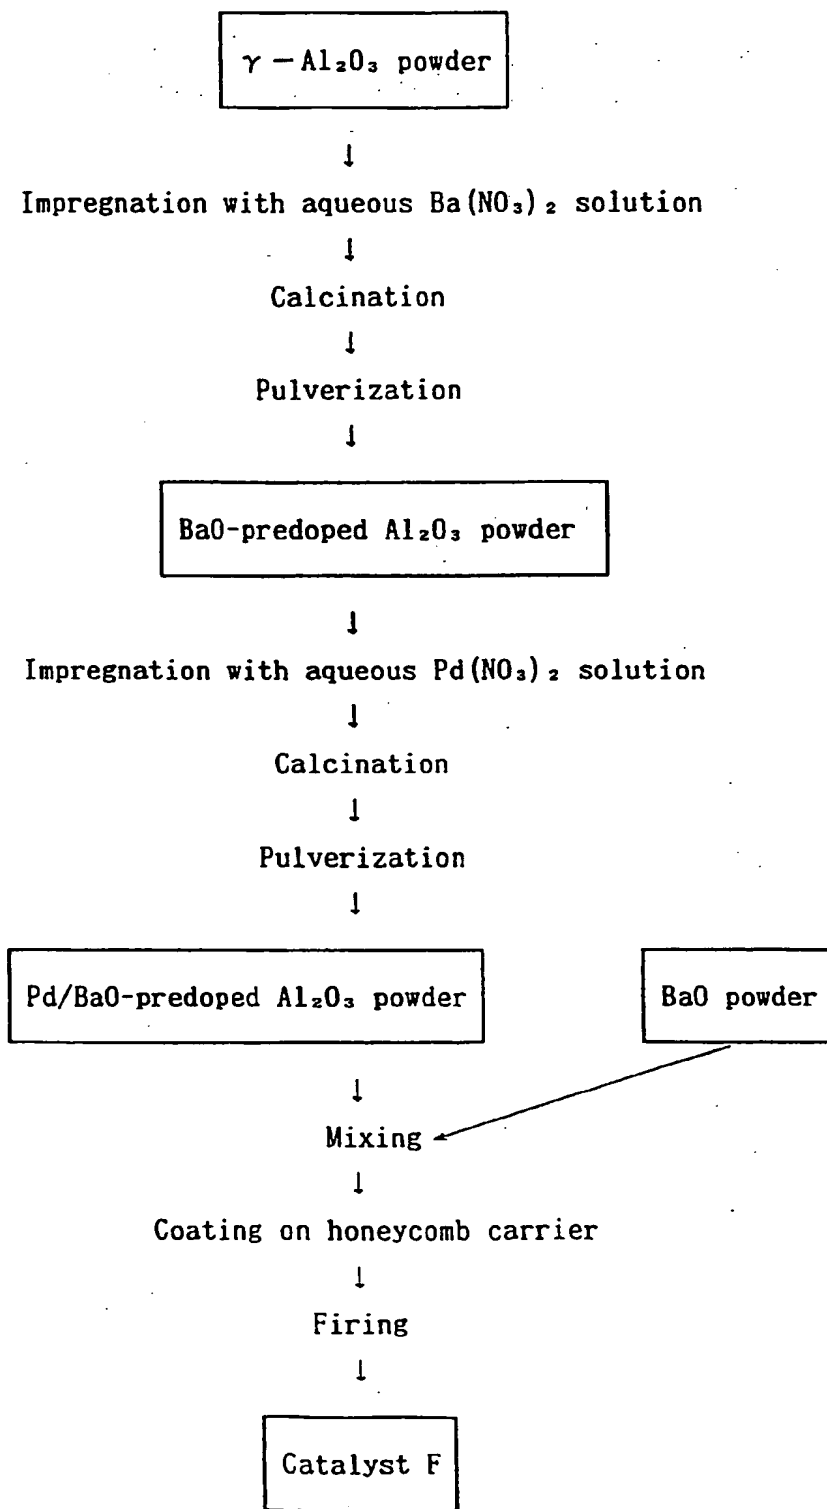 γ-Al₂O₃ powder
↓
Impregnation with aqueous Ba(NO₃)₂ solution
↓
Calcination
↓
Pulverization
↓
BaO-predoped Al₂O₃ powder
↓
Impregnation with aqueous Pd(NO₃)₂ solution
↓
Calcination
↓
Pulverization
↓
Pd/BaO-predoped Al₂O₃ powder
BaO powder
↓
Mixing
↓
Coating on honeycomb carrier
↓
Firing
↓
Catalyst F